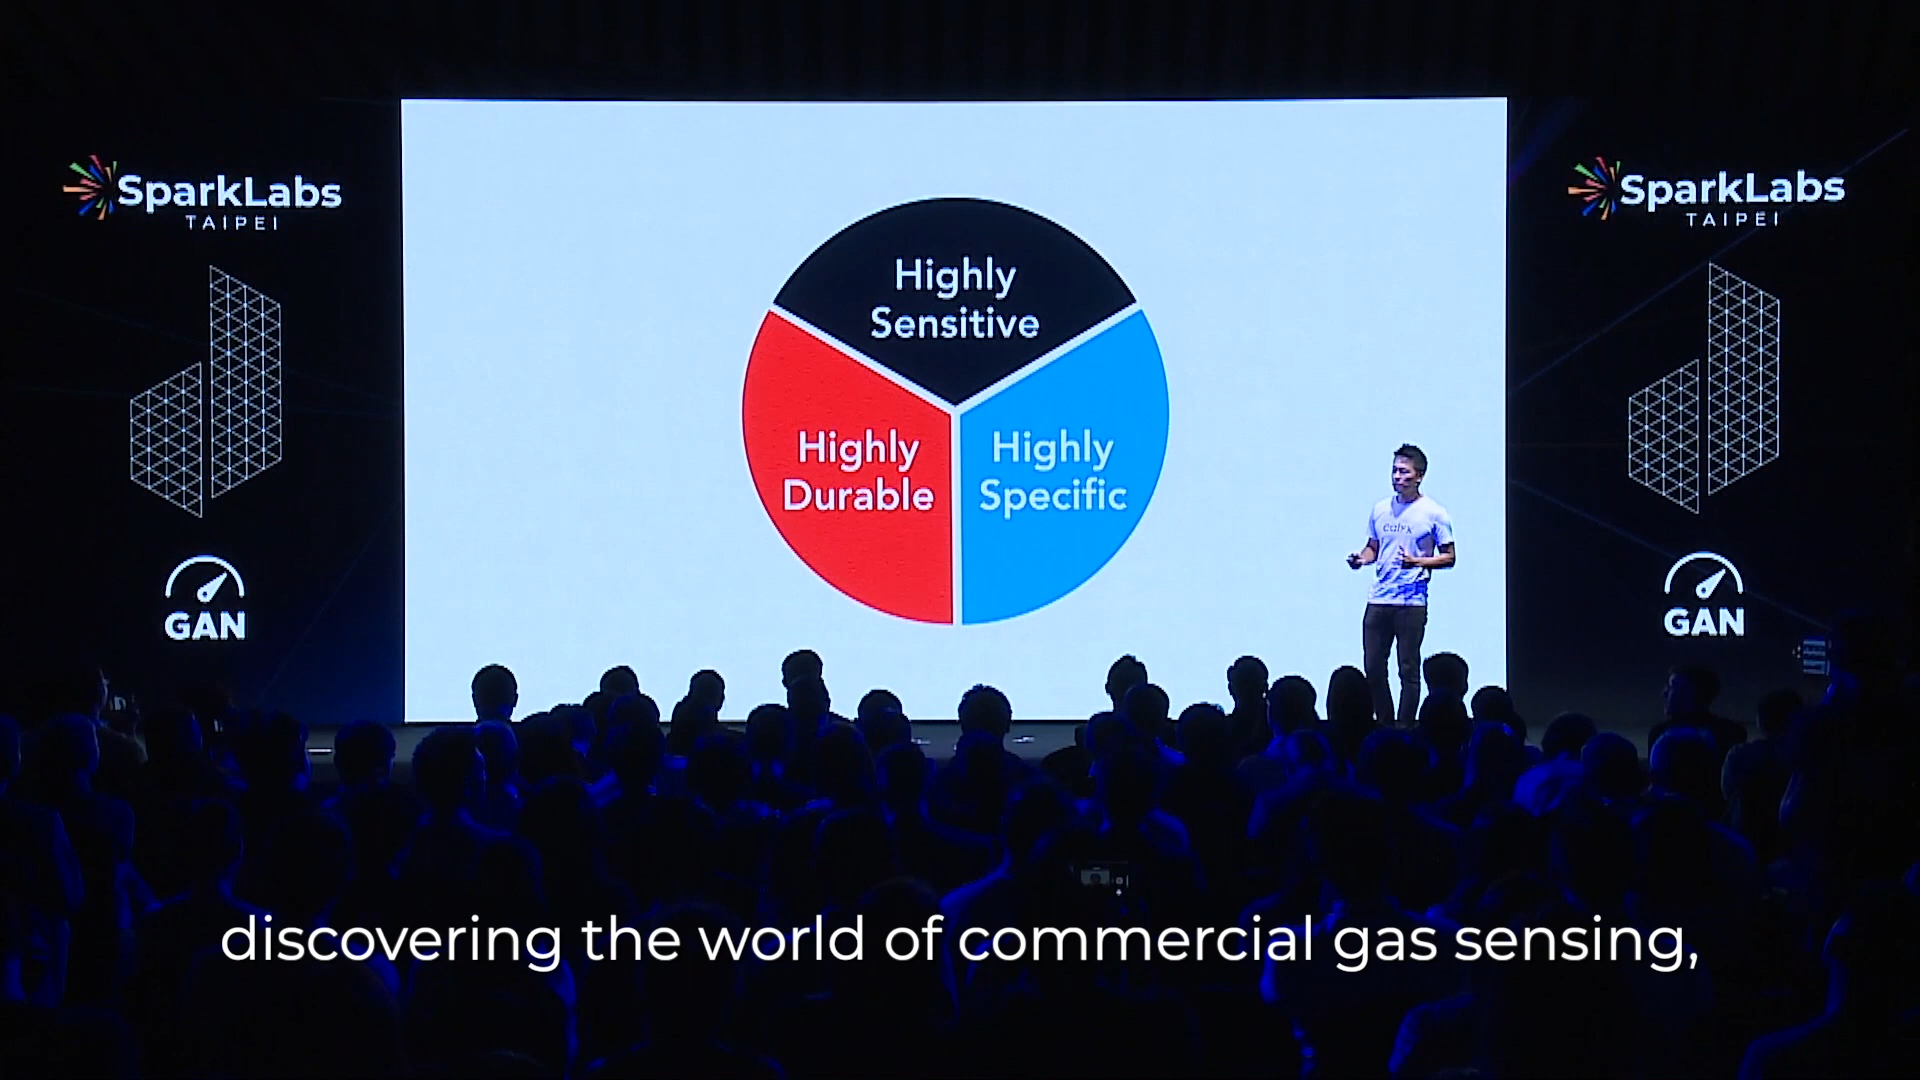 SparkLabs
TAIPEI
GAN
Highly
Sensitive
Highly
Durable
Highly
Specific
calyx
SparkLabs
TAIPEI
GAN
discovering the world of commercial gas sensing,